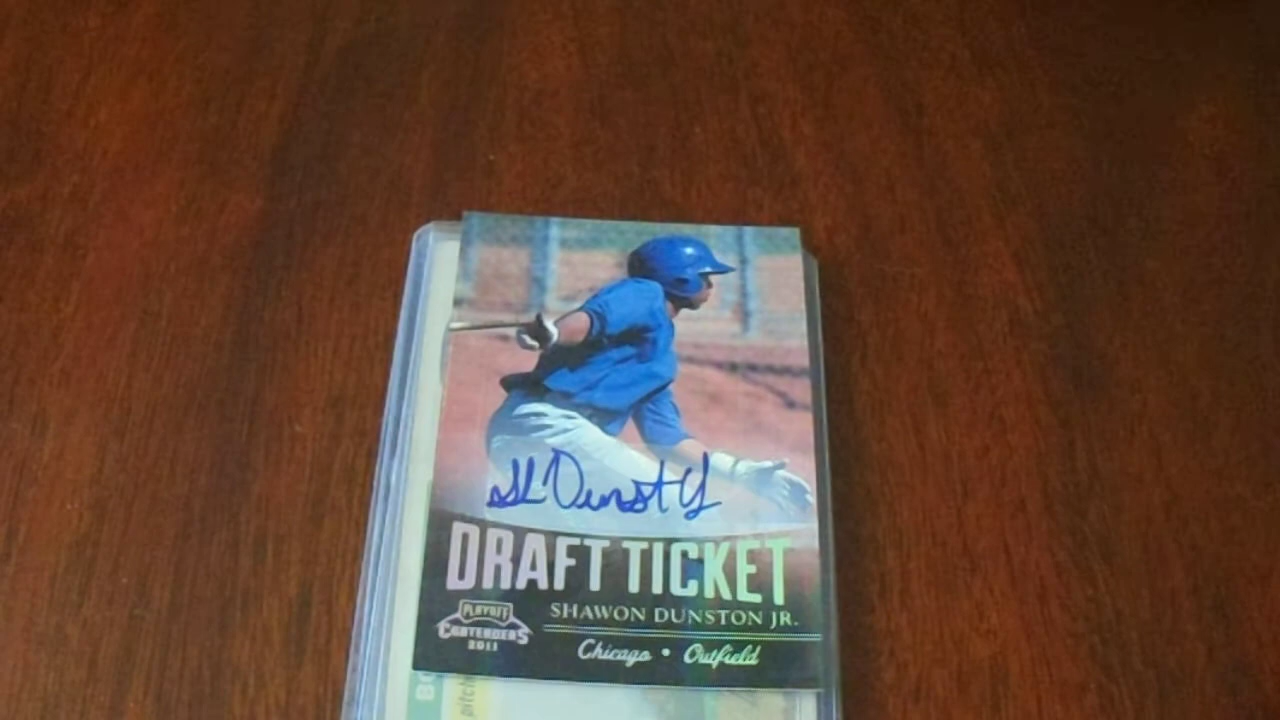 DRAFT TICKET
SHAWON DUNSTON JR.
PLAYOFF
CONTENDERS
2011
Chicago • Outfield